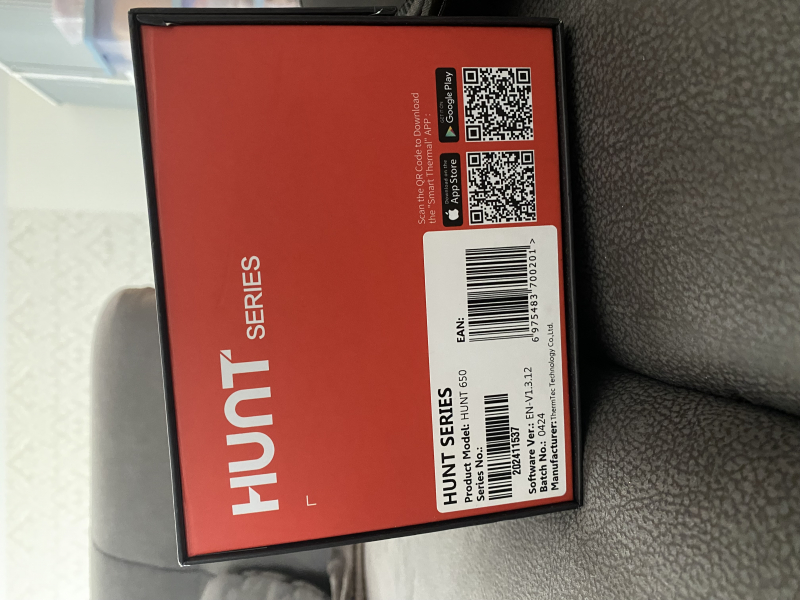 HUNT SERIES
Scan the QR Code to Download
the "Smart Thermal" APP :
Download on the
App Store
GET IT ON
Google Play
HUNT SERIES
Product Model: HUNT 650
Series No.:
202411537
EAN:
6 975483 700201 >
Software Ver.: EN-V1.3.12
Batch No.: 0424
Manufacturer:ThermTec Technology Co.,Ltd.